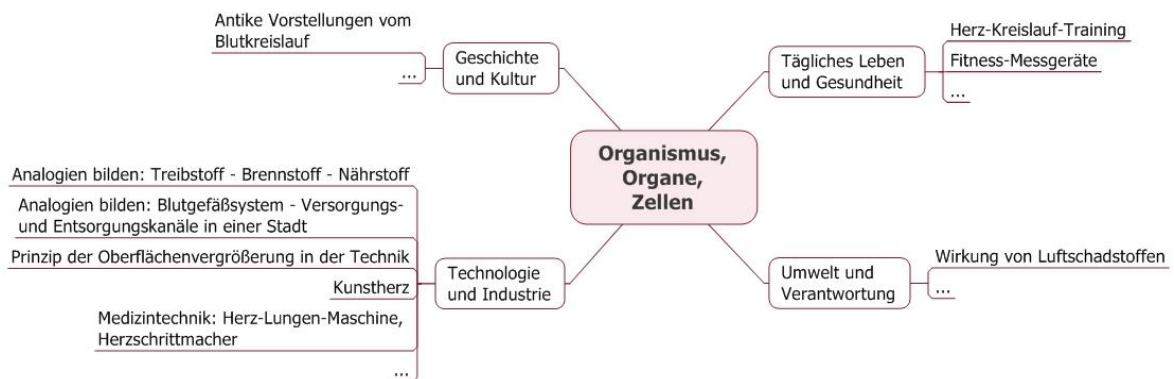 Antike Vorstellungen vom
Blutkreislauf
...
Geschichte
und Kultur
Herz-Kreislauf-Training
Fitness-Messgeräte
...
Tägliches Leben
und Gesundheit
Organismus,
Organe,
Zellen
Analogien bilden: Treibstoff - Brennstoff - Nährstoff
Analogien bilden: Blutgefäßsystem - Versorgungs-
und Entsorgungskanäle in einer Stadt
Prinzip der Oberflächenvergrößerung in der Technik
Kunstherz
Medizintechnik: Herz-Lungen-Maschine,
Herzschrittmacher
...
Technologie
und Industrie
Umwelt und
Verantwortung
Wirkung von Luftschadstoffen
...